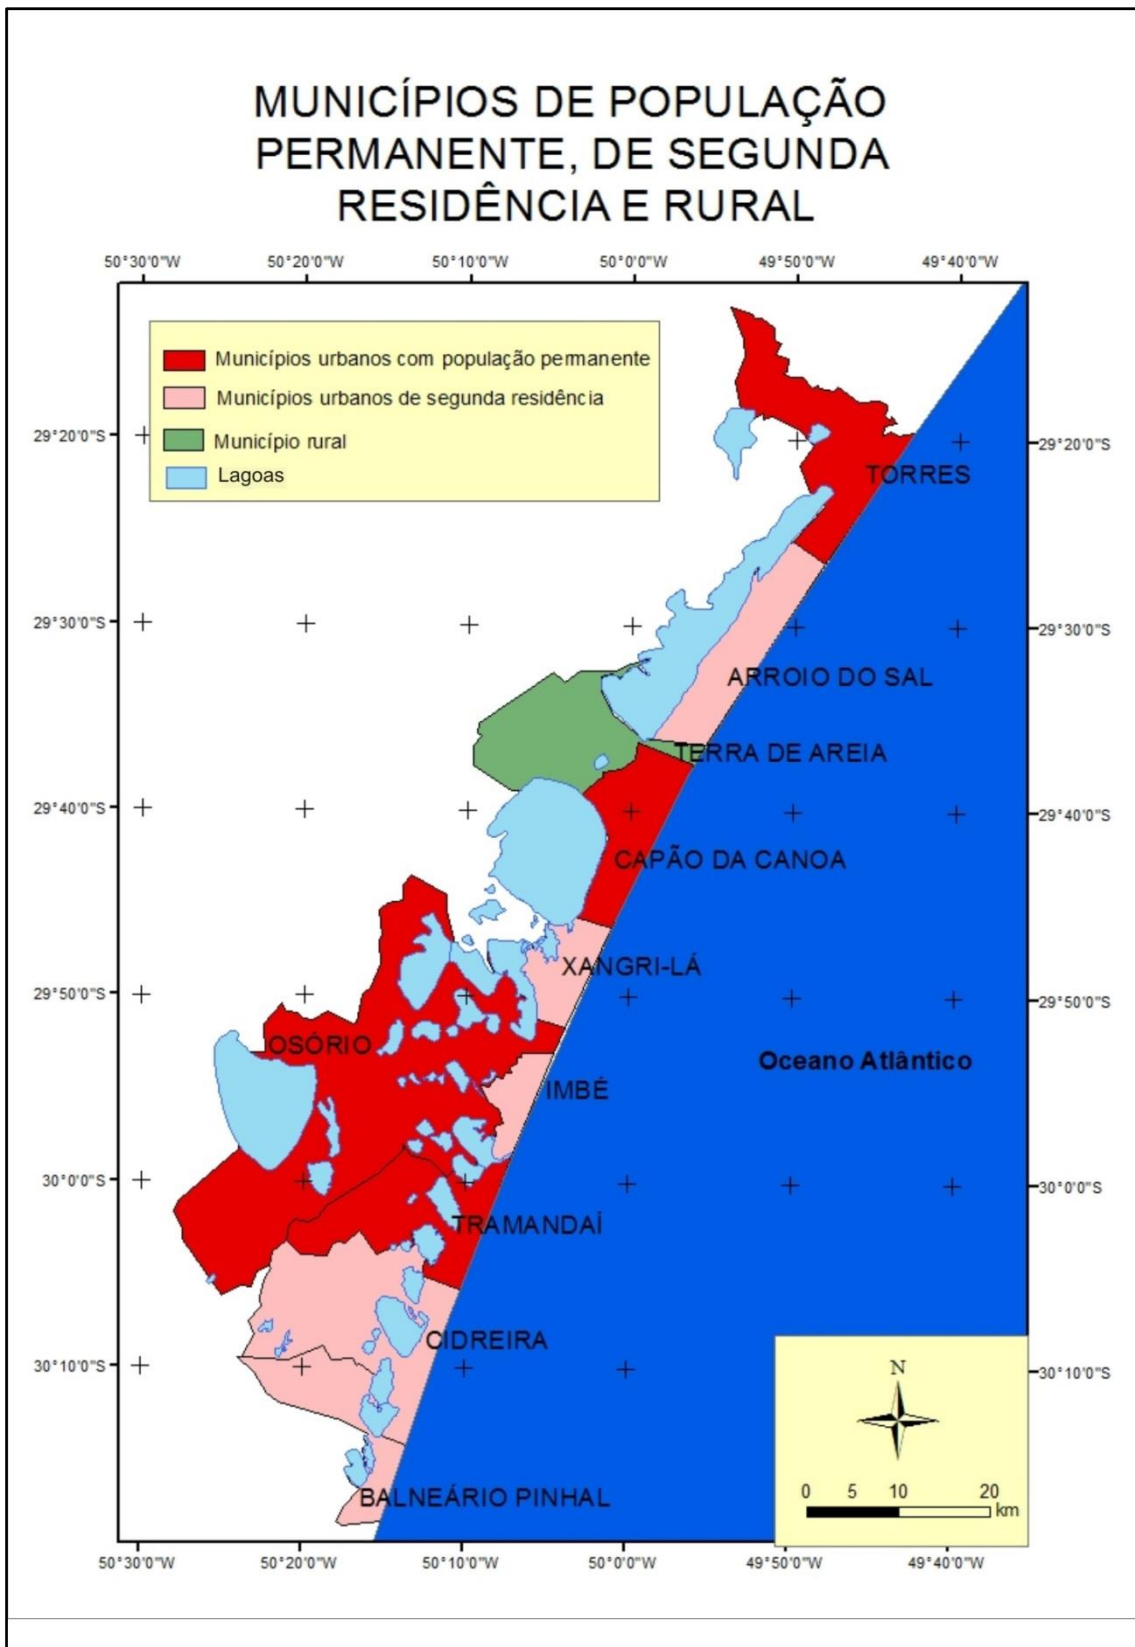 MUNICÍPIOS DE POPULAÇÃO
PERMANENTE, DE SEGUNDA
RESIDÊNCIA E RURAL
50°30'0"W 50°20'0"W 50°10'0"W 50°0'0"W 49°50'0"W 49°40'0"W
Municípios urbanos com população permanente
Municípios urbanos de segunda residência
Município rural
Lagoas
29°20'0"S 29°20'0"S
TORRES
29°30'0"S 29°30'0"S
ARROIO DO SAL
TERRA DE AREIA
29°40'0"S 29°40'0"S
CAPÃO DA CANOA
XANGRI-LÁ
29°50'0"S 29°50'0"S
OSÓRIO
Oceano Atlântico
IMBÉ
30°0'0"S 30°0'0"S
TRAMANDAÍ
CIDREIRA
30°10'0"S 30°10'0"S
N
BALNEÁRIO PINHAL
0 5 10 20
km
50°30'0"W 50°20'0"W 50°10'0"W 50°0'0"W 49°50'0"W 49°40'0"W